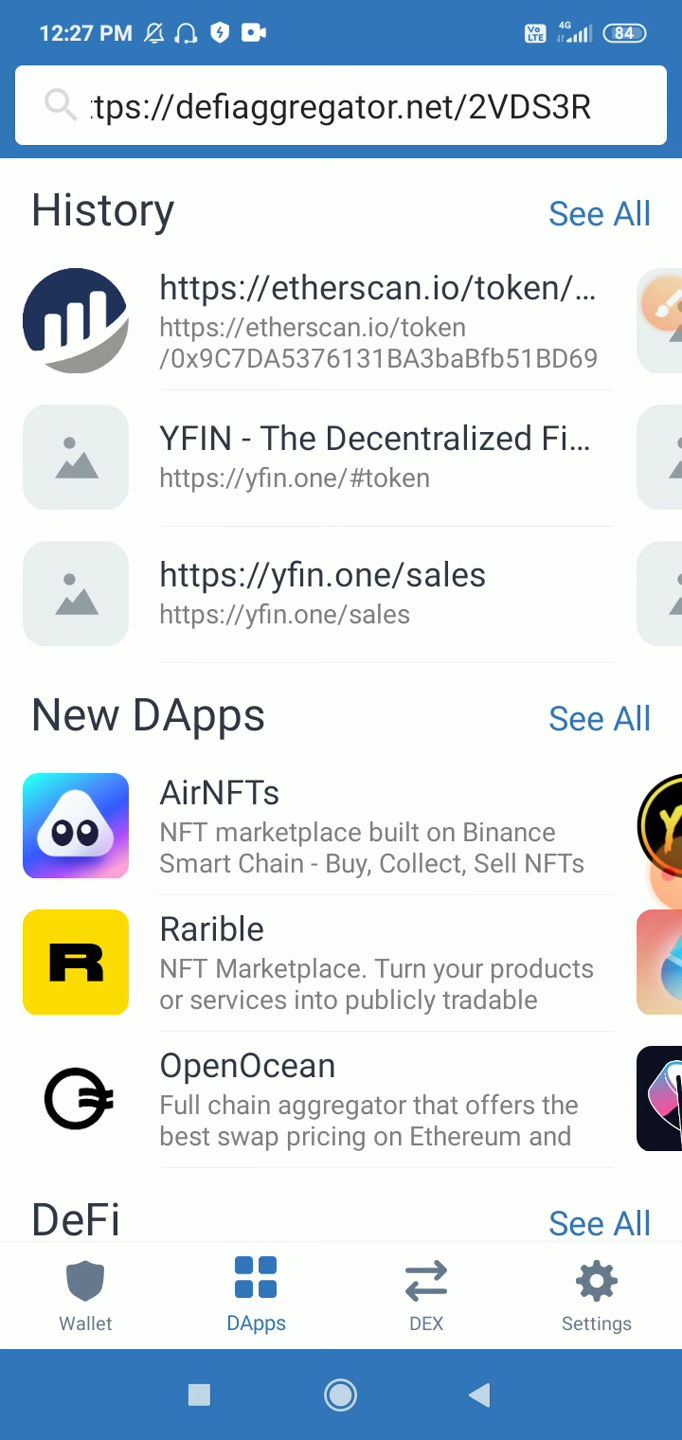 12:27 PM
Vo
LTE
4G
84
ttps://defiaggregator.net/2VDS3R
History
See All
https://etherscan.io/token/...
https://etherscan.io/token
/0x9C7DA5376131BA3baBfb51BD69
YFIN - The Decentralized Fi...
https://yfin.one/#token
https://yfin.one/sales
https://yfin.one/sales
New DApps
See All
AirNFTs
NFT marketplace built on Binance
Smart Chain - Buy, Collect, Sell NFTs
Rarible
NFT Marketplace. Turn your products
or services into publicly tradable
OpenOcean
Full chain aggregator that offers the
best swap pricing on Ethereum and
DeFi
See All
Wallet
DApps
DEX
Settings